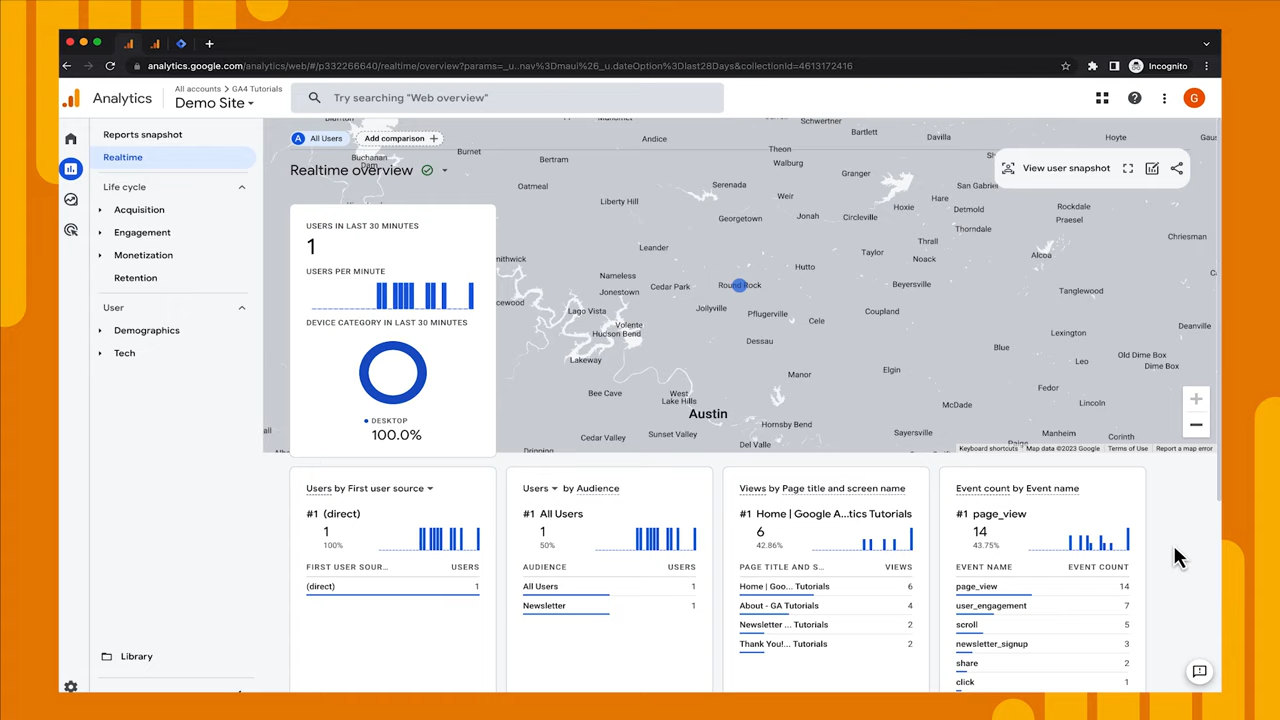 analytics.google.com/analytics/web/#/p332266640/realtime/overview?params=_u..nav%3Dmaui%26_u.dateOption%3Dlast28Days&collectionId=4613172416
Incognito
Analytics
All accounts > GA4 Tutorials
Demo Site
Try searching "Web overview"
G
Reports snapshot
Realtime
Life cycle
Acquisition
Engagement
Monetization
Retention
User
Demographics
Tech
Library
A All Users
Add comparison +
Realtime overview
View user snapshot
USERS IN LAST 30 MINUTES
1
USERS PER MINUTE
DEVICE CATEGORY IN LAST 30 MINUTES
DESKTOP
100.0%
Buchanan
Burnet
Andice
Schwertner
Bartlett
Davilla
Hoyte
Bertram
Theon
Walburg
Granger
San Gabriel
Oatmeal
Liberty Hill
Serenada
Weir
Hare
Hoxie
Detmold
Rockdale
Praesel
Georgetown
Jonah
Circleville
Thorndale
Chriesman
Leander
Taylor
Thrall
Noack
Alcoa
Nameless
Jonestown
Cedar Park
Round Rock
Hutto
Beyersville
Tanglewood
Lago Vista
Jollyville
Pflugerville
Cele
Coupland
Deanville
Volente
Hudson Bend
Dessau
Lexington
Blue
Leo
Old Dime Box
Dime Box
Lakeway
Manor
Elgin
Fedor
Bee Cave
West
Lake Hills
McDade
Lincoln
Austin
Hornsby Bend
Cedar Valley
Sunset Valley
Del Valle
Sayersville
Manheim
Corinth
Keyboard shortcuts
Map data ©2023 Google
Terms of Use
Report a map error
Users by First user source
#1 (direct)
1
100%
FIRST USER SOUR... USERS
(direct) 1
Users by Audience
#1 All Users
1
50%
AUDIENCE USERS
All Users 1
Newsletter 1
Views by Page title and screen name
#1 Home | Google A...tics Tutorials
6
42.86%
PAGE TITLE AND S... VIEWS
Home | Goo... Tutorials 6
About - GA Tutorials 4
Newsletter ... Tutorials 2
Thank You!... Tutorials 2
Event count by Event name
#1 page_view
14
43.75%
EVENT NAME EVENT COUNT
page_view 14
user_engagement 7
scroll 5
newsletter_signup 3
share 2
click 1